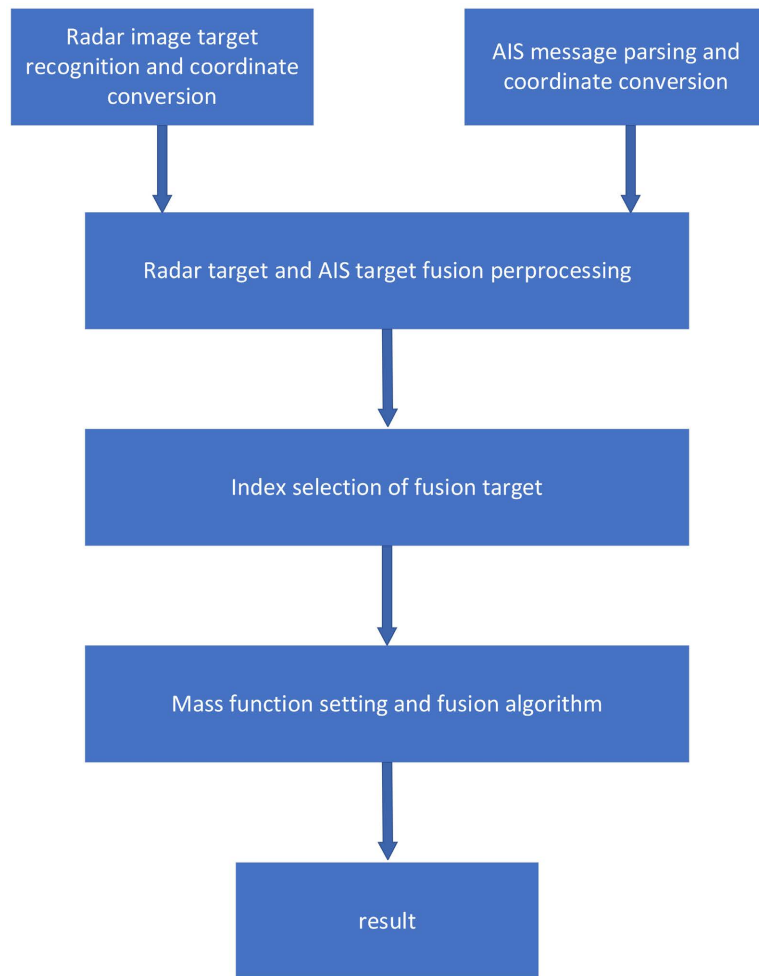 Radar image target
recognition and coordinate
conversion
AIS message parsing and
coordinate conversion
Radar target and AIS target fusion perprocessing
Index selection of fusion target
Mass function setting and fusion algorithm
result